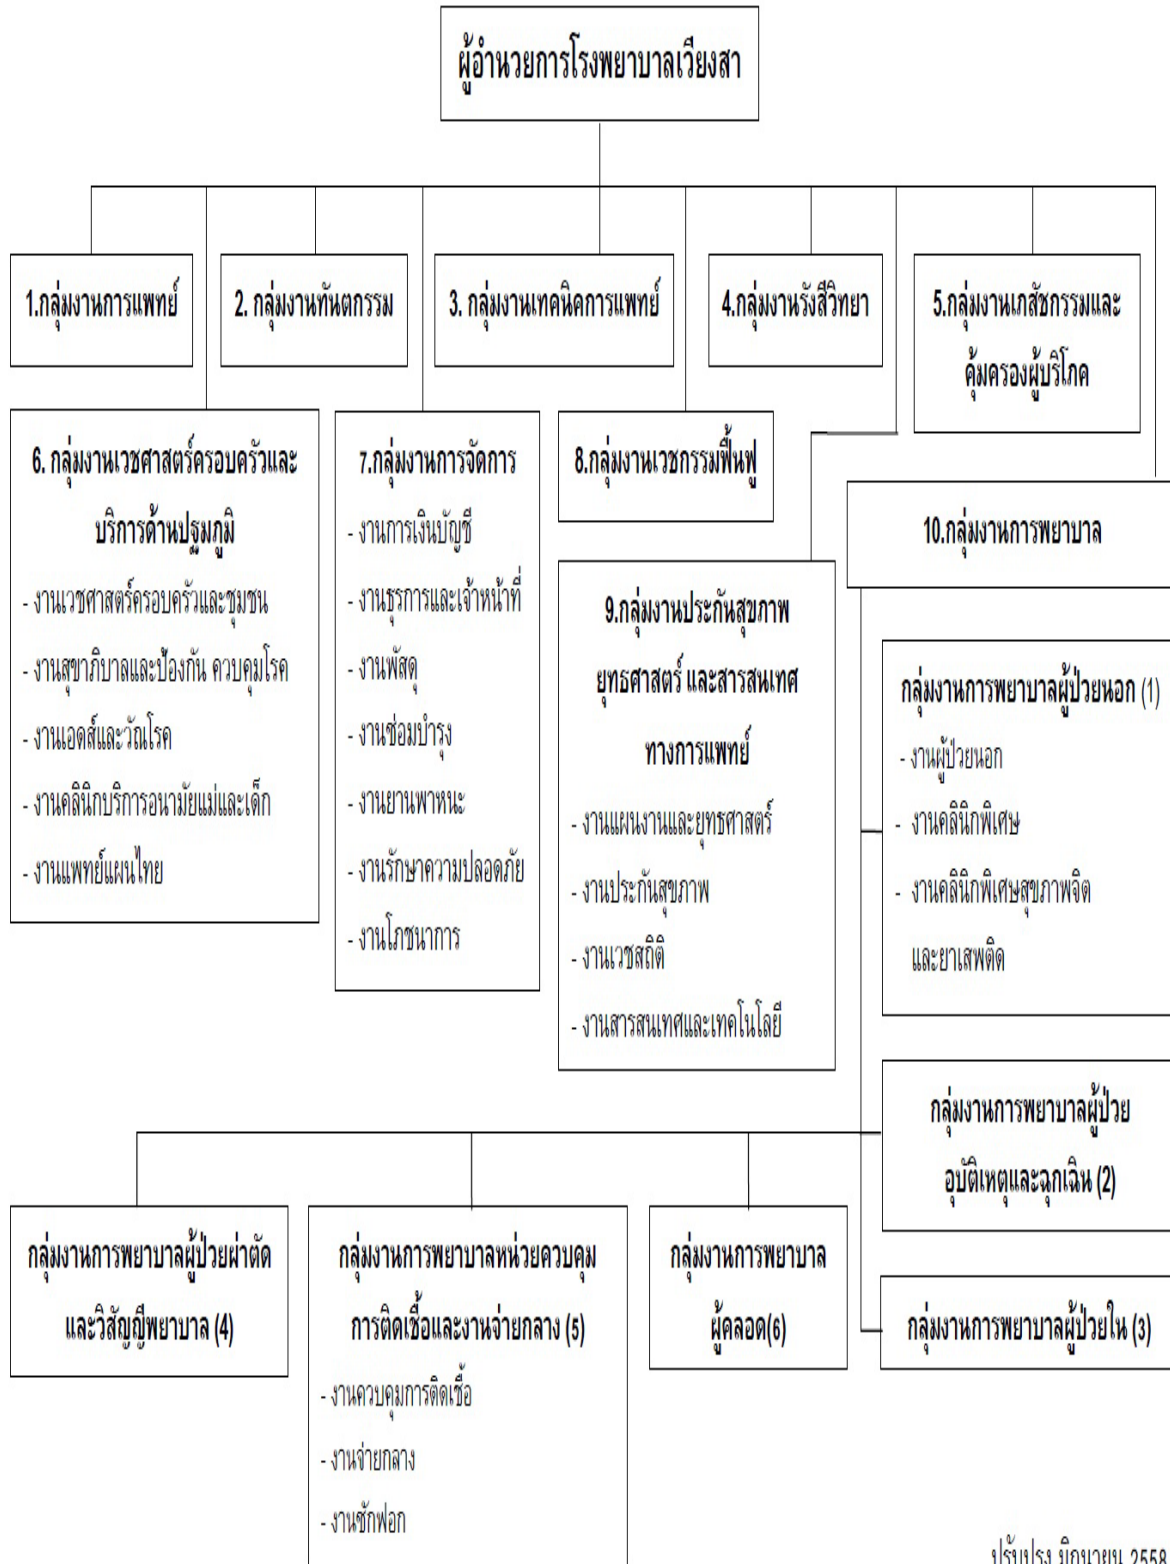 ผู้อำนวยการโรงพยาบาลเวียงสา
1.กลุ่มงานการแพทย์
2. กลุ่มงานทันตกรรม
3. กลุ่มงานเทคนิคการแพทย์
4.กลุ่มงานรังสีวิทยา
5.กลุ่มงานเภสัชกรรมและ
คุ้มครองผู้บริโภค
6. กลุ่มงานเวชศาสตร์ครอบครัวและ
บริการด้านปฐมภูมิ
- งานเวชศาสตร์ครอบครัวและชุมชน
- งานสุขาภิบาลและป้องกัน ควบคุมโรค
- งานเอดส์และวัณโรค
- งานคลินิกบริการอนามัยแม่และเด็ก
- งานแพทย์แผนไทย
7.กลุ่มงานการจัดการ
- งานการเงินบัญชี
- งานธุรการและเจ้าหน้าที่
- งานพัสดุ
- งานซ่อมบำรุง
- งานยานพาหนะ
- งานรักษาความปลอดภัย
- งานโภชนาการ
8.กลุ่มงานเวชกรรมฟื้นฟู
9.กลุ่มงานประกันสุขภาพ
ยุทธศาสตร์ และสารสนเทศ
ทางการแพทย์
- งานแผนงานและยุทธศาสตร์
- งานประกันสุขภาพ
- งานเวชสถิติ
- งานสารสนเทศและเทคโนโลยี
10.กลุ่มงานการพยาบาล
กลุ่มงานการพยาบาลผู้ป่วยนอก (1)
- งานผู้ป่วยนอก
- งานคลินิกพิเศษ
- งานคลินิกพิเศษสุขภาพจิต
และยาเสพติด
กลุ่มงานการพยาบาลผู้ป่วย
อุบัติเหตุและฉุกเฉิน (2)
กลุ่มงานการพยาบาลผู้ป่วยใน (3)
กลุ่มงานการพยาบาลผู้ป่วยผ่าตัด
และวิสัญญีพยาบาล (4)
กลุ่มงานการพยาบาลหน่วยควบคุม
การติดเชื้อและงานจ่ายกลาง (5)
- งานควบคุมการติดเชื้อ
- งานจ่ายกลาง
- งานซักฟอก
กลุ่มงานการพยาบาล
ผู้คลอด(6)
ปรับปรุง มิถุนายน 2558